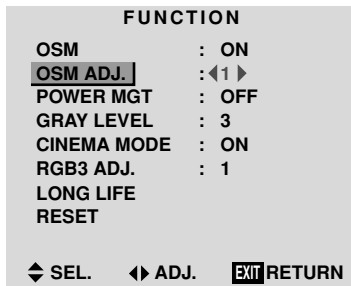 FUNCTION
OSM : ON
OSM ADJ. : ◀1▶
POWER MGT : OFF
GRAY LEVEL : 3
CINEMA MODE : ON
RGB3 ADJ. : 1
LONG LIFE
RESET
SEL. ADJ. EXIT RETURN